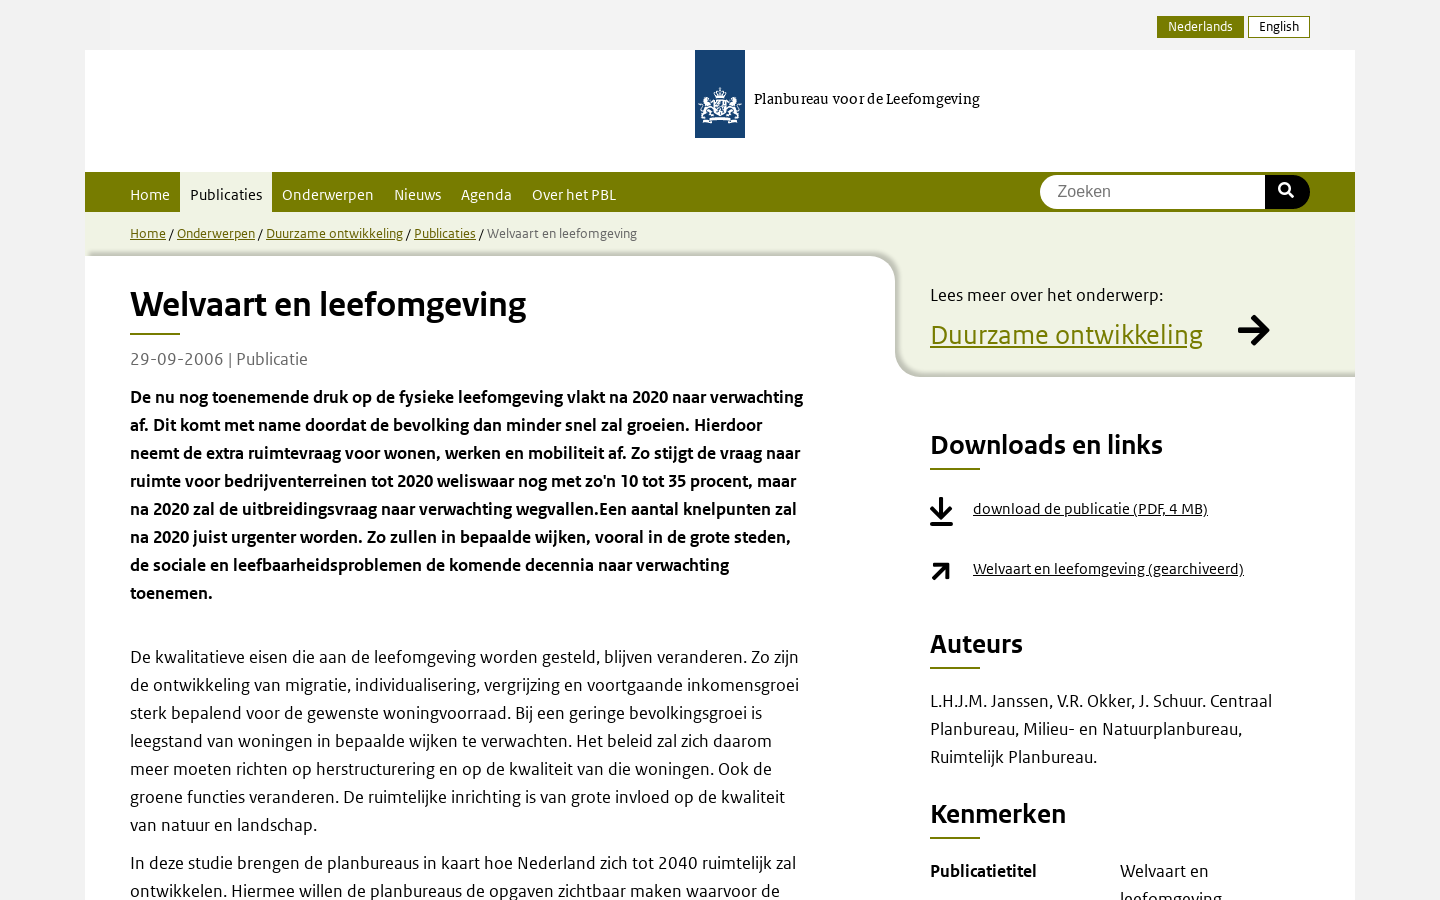 Nederlands
English
Planbureau voor de Leefomgeving
Home
Publicaties
Onderwerpen
Nieuws
Agenda
Over het PBL
Zoeken
Home / Onderwerpen / Duurzame ontwikkeling / Publicaties / Welvaart en leefomgeving
Welvaart en leefomgeving
29-09-2006 | Publicatie
De nu nog toenemende druk op de fysieke leefomgeving vlakt na 2020 naar verwachting
af. Dit komt met name doordat de bevolking dan minder snel zal groeien. Hierdoor
neemt de extra ruimtevraag voor wonen, werken en mobiliteit af. Zo stijgt de vraag naar
ruimte voor bedrijventerreinen tot 2020 weliswaar nog met zo'n 10 tot 35 procent, maar
na 2020 zal de uitbreidingsvraag naar verwachting wegvallen.Een aantal knelpunten zal
na 2020 juist urgenter worden. Zo zullen in bepaalde wijken, vooral in de grote steden,
de sociale en leefbaarheidsproblemen de komende decennia naar verwachting
toenemen.
De kwalitatieve eisen die aan de leefomgeving worden gesteld, blijven veranderen. Zo zijn
de ontwikkeling van migratie, individualisering, vergrijzing en voortgaande inkomensgroei
sterk bepalend voor de gewenste woningvoorraad. Bij een geringe bevolkingsgroei is
leegstand van woningen in bepaalde wijken te verwachten. Het beleid zal zich daarom
meer moeten richten op herstructurering en op de kwaliteit van die woningen. Ook de
groene functies veranderen. De ruimtelijke inrichting is van grote invloed op de kwaliteit
van natuur en landschap.
In deze studie brengen de planbureaus in kaart hoe Nederland zich tot 2040 ruimtelijk zal
ontwikkelen. Hiermee willen de planbureaus de opgaven zichtbaar maken waarvoor de
Lees meer over het onderwerp:
Duurzame ontwikkeling
Downloads en links
download de publicatie (PDF, 4 MB)
Welvaart en leefomgeving (gearchiveerd)
Auteurs
L.H.J.M. Janssen, V.R. Okker, J. Schuur. Centraal
Planbureau, Milieu- en Natuurplanbureau,
Ruimtelijk Planbureau.
Kenmerken
Publicatietitel
Welvaart en
leefomgeving